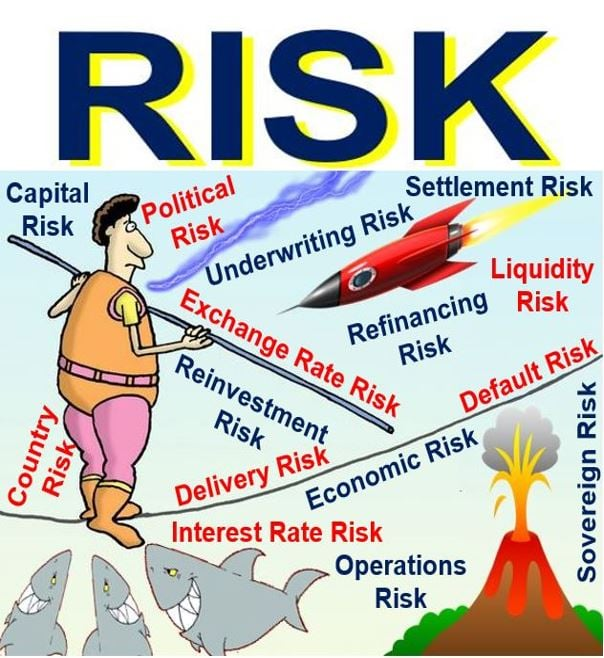 RISK
Capital
Risk
Political
Risk
Settlement Risk
Underwriting Risk
Liquidity
Risk
Exchange Rate Risk
Refinancing
Risk
Reinvestment
Risk
Default Risk
Country
Risk
Delivery Risk
Economic Risk
Sovereign Risk
Interest Rate Risk
Operations
Risk